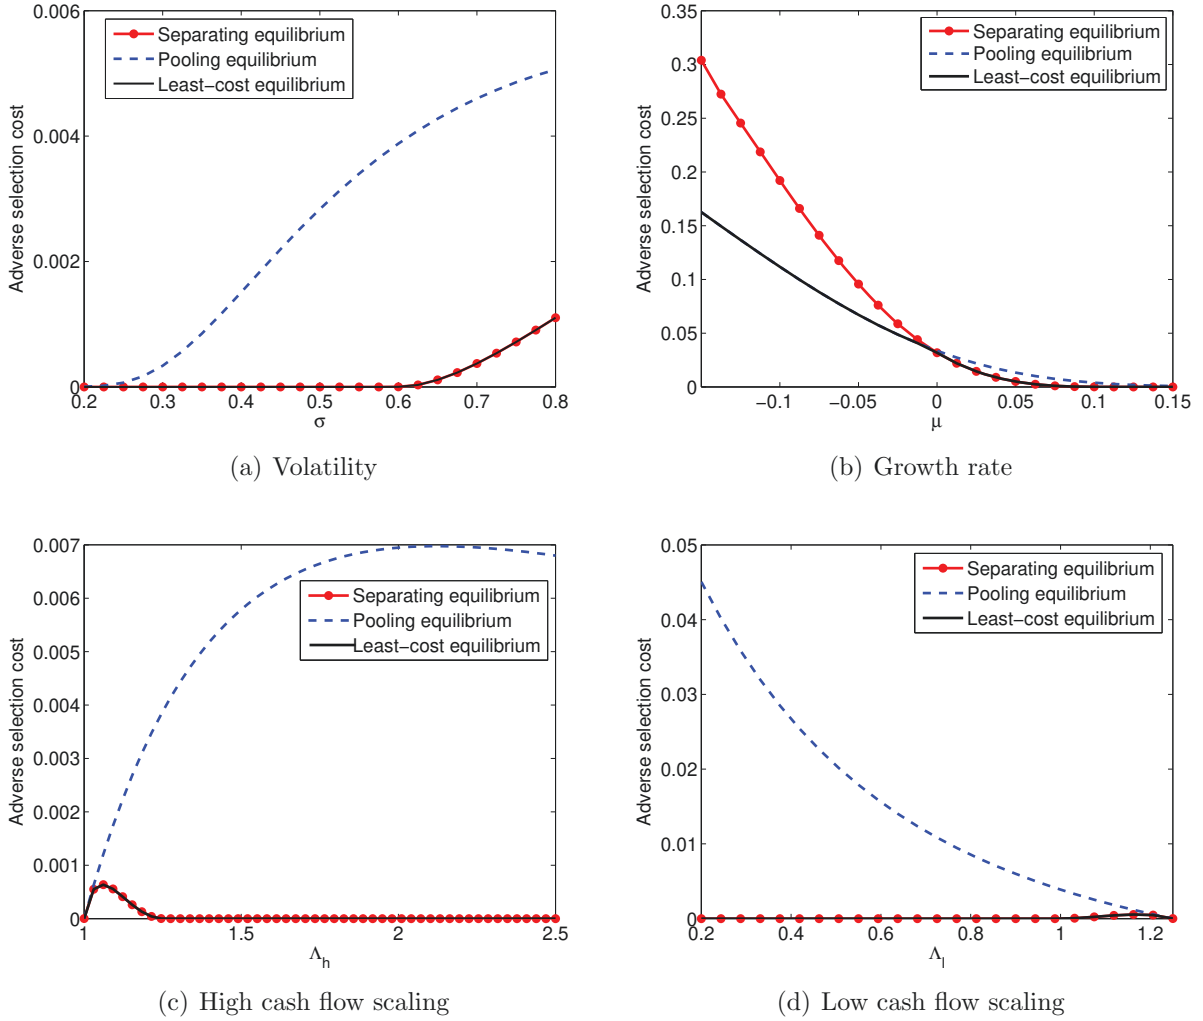 0.006
0.004
0.002
0
Adverse selection cost
Separating equilibrium
Pooling equilibrium
Least−cost equilibrium
0.2 0.3 0.4 0.5 0.6 0.7 0.8
σ
(a) Volatility
0.35
0.3
0.25
0.2
0.15
0.1
0.05
0
Adverse selection cost
Separating equilibrium
Pooling equilibrium
Least−cost equilibrium
−0.1 −0.05 0 0.05 0.1 0.15
μ
(b) Growth rate
0.007
0.006
0.005
0.004
0.003
0.002
0.001
0
Adverse selection cost
Separating equilibrium
Pooling equilibrium
Least−cost equilibrium
1 1.5 2 2.5
Λh
(c) High cash flow scaling
0.05
0.04
0.03
0.02
0.01
0
Adverse selection cost
Separating equilibrium
Pooling equilibrium
Least−cost equilibrium
0.2 0.4 0.6 0.8 1 1.2
Λl
(d) Low cash flow scaling